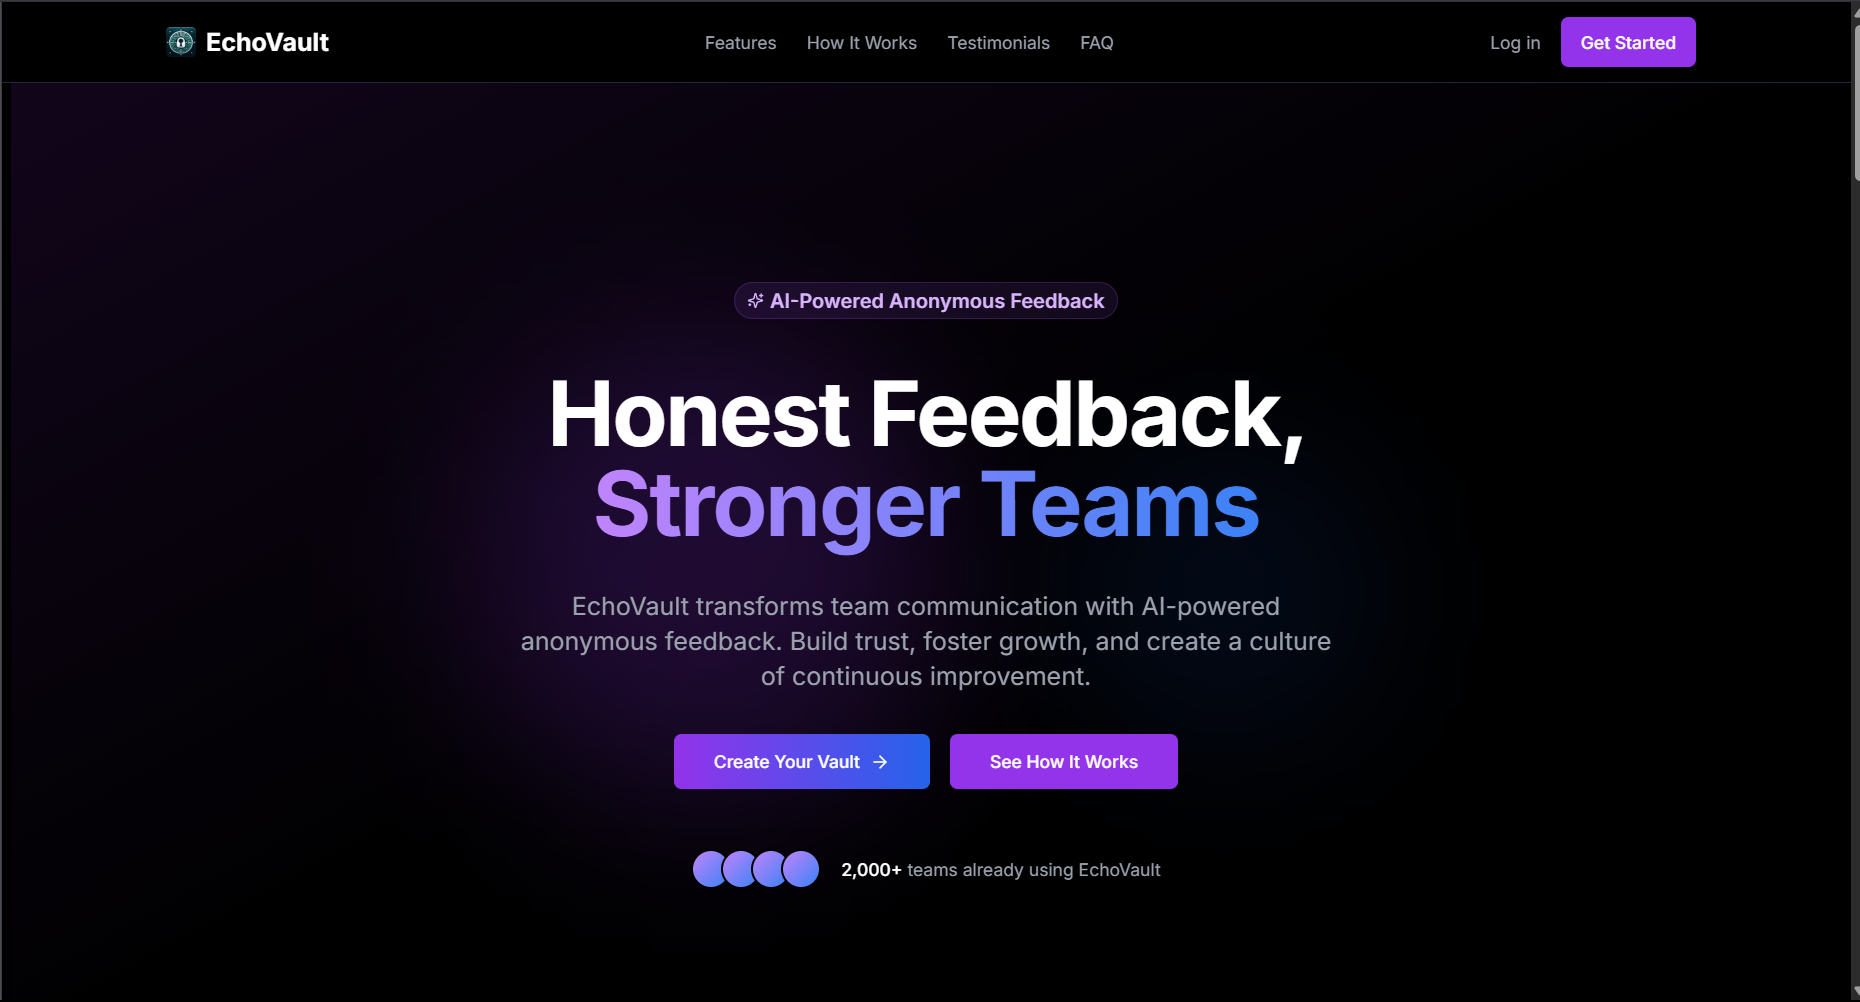 EchoVault
Features
How It Works
Testimonials
FAQ
Log in
Get Started
AI-Powered Anonymous Feedback
Honest Feedback,
Stronger Teams
EchoVault transforms team communication with AI-powered
anonymous feedback. Build trust, foster growth, and create a culture
of continuous improvement.
Create Your Vault →
See How It Works
2,000+ teams already using EchoVault